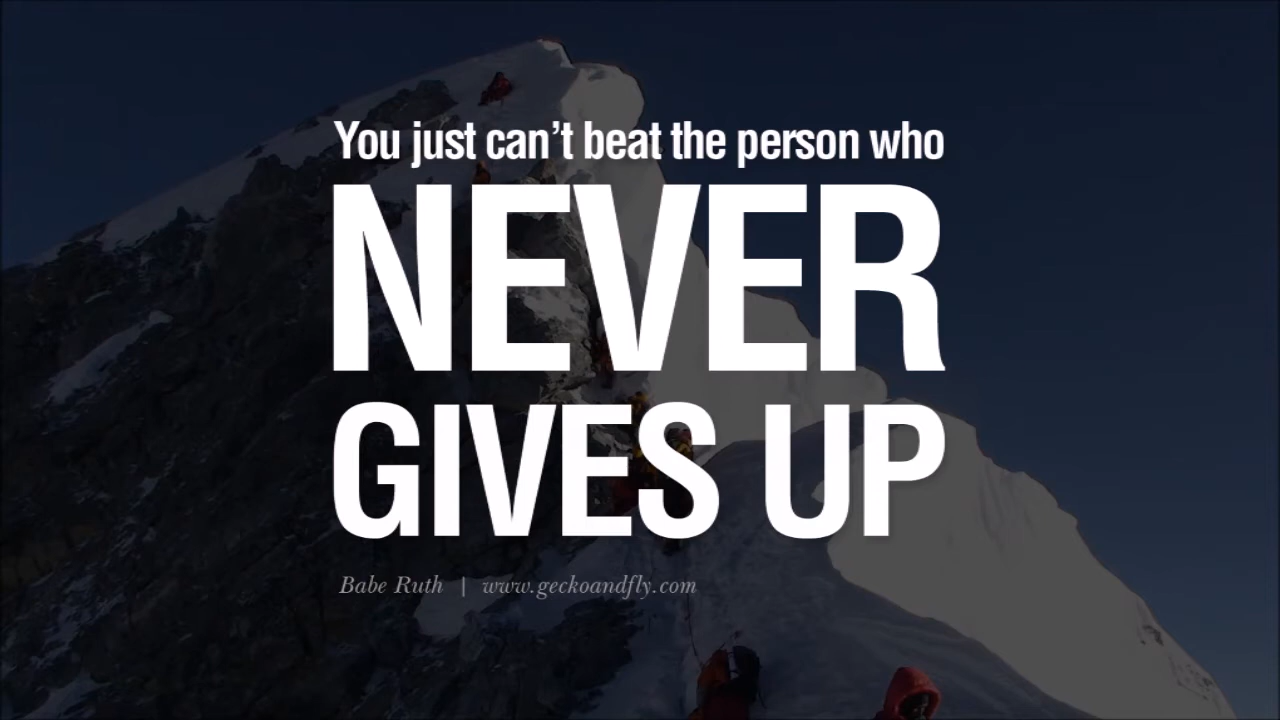 You just can’t beat the person who
NEVER
GIVES UP
Babe Ruth | www.geckoandfly.com